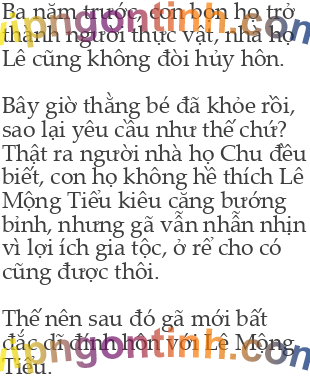 Ba năm trước, con bọn họ trở
thành người thực vật, nhà họ
Lê cũng không đòi hủy hôn.
Bây giờ thằng bé đã khỏe rồi,
sao lại yêu cầu như thế chứ?
Thật ra người nhà họ Chu đều
biết, con họ không hề thích Lê
Mộng Tiểu kiêu căng bướng
bỉnh, nhưng gã vẫn nhẫn nhịn
vì lợi ích gia tộc, ở rể cho có
cũng được thôi.
Thế nên sau đó gã mới bất
đắc dĩ đính hôn với Lê Mộng
Tiểu.